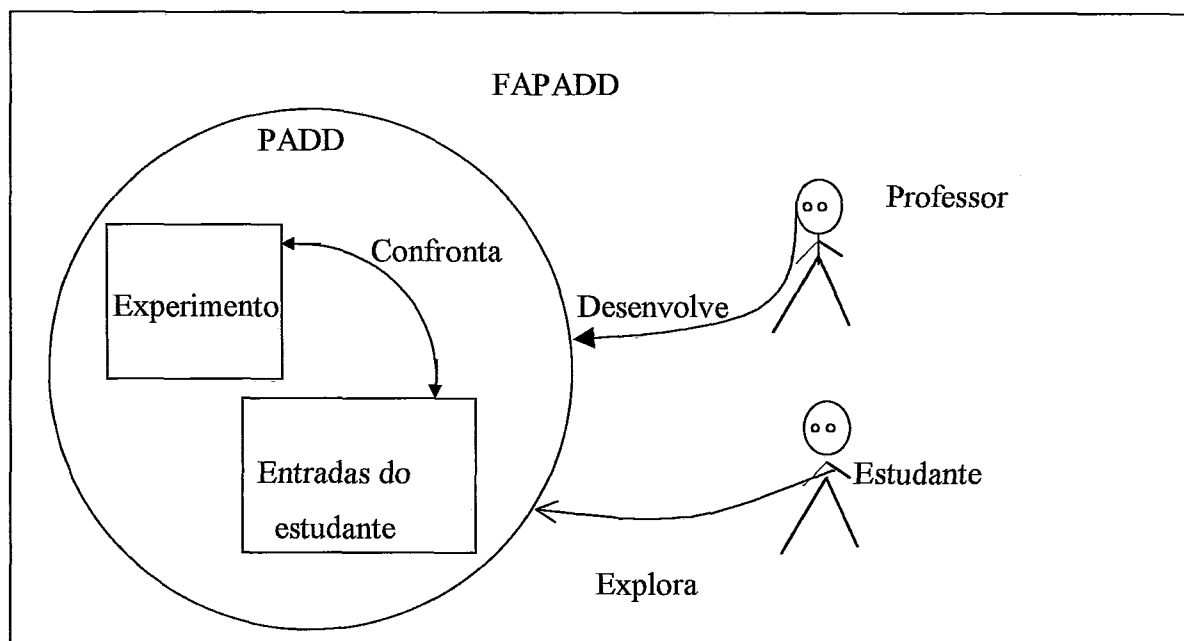 FAPADD
PADD
Professor
Confronta
Experimento
Desenvolve
Entradas do
estudante
Estudante
Explora